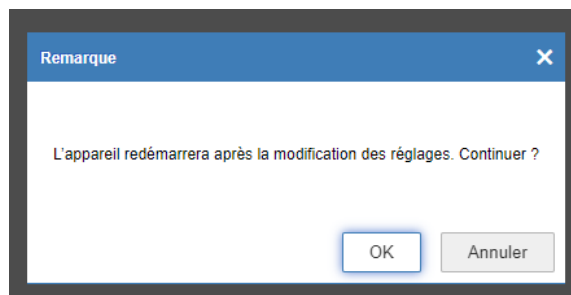 Remarque
L'appareil redémarrera après la modification des réglages. Continuer ?
OK
Annuler